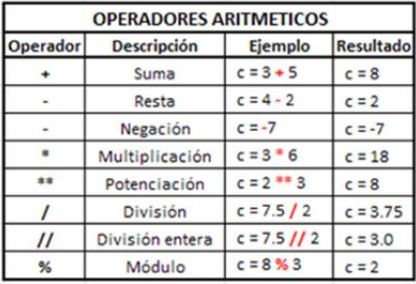 OPERADORES ARITMETICOS
Operador Descripción Ejemplo Resultado
+ Suma c = 3 + 5 c = 8
- Resta c = 4 - 2 c = 2
- Negación c = -7 c = -7
* Multiplicación c = 3 * 6 c = 18
** Potenciación c = 2 ** 3 c = 8
/ División c = 7.5 / 2 c = 3.75
// División entera c = 7.5 // 2 c = 3.0
% Módulo c = 8 % 3 c = 2